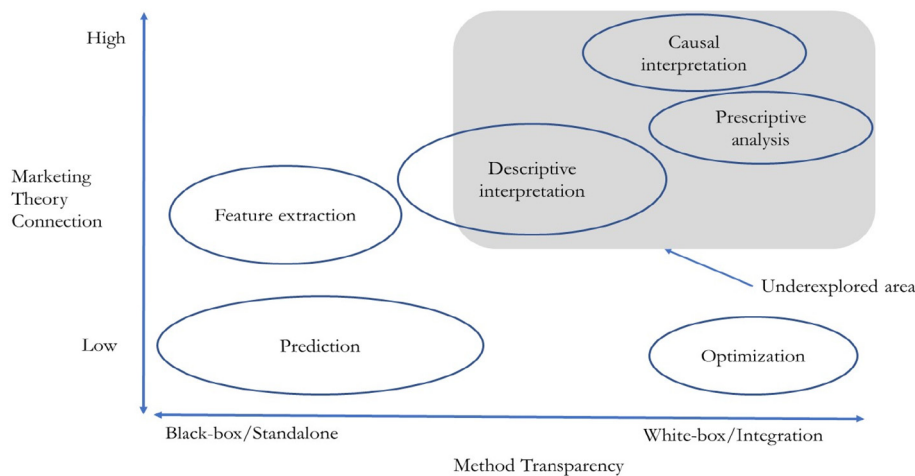 High
Causal
interpretation
Prescriptive
analysis
Descriptive
interpretation
Marketing
Theory
Connection
Feature extraction
Underexplored area
Low
Prediction
Optimization
Black-box/Standalone
White-box/Integration
Method Transparency